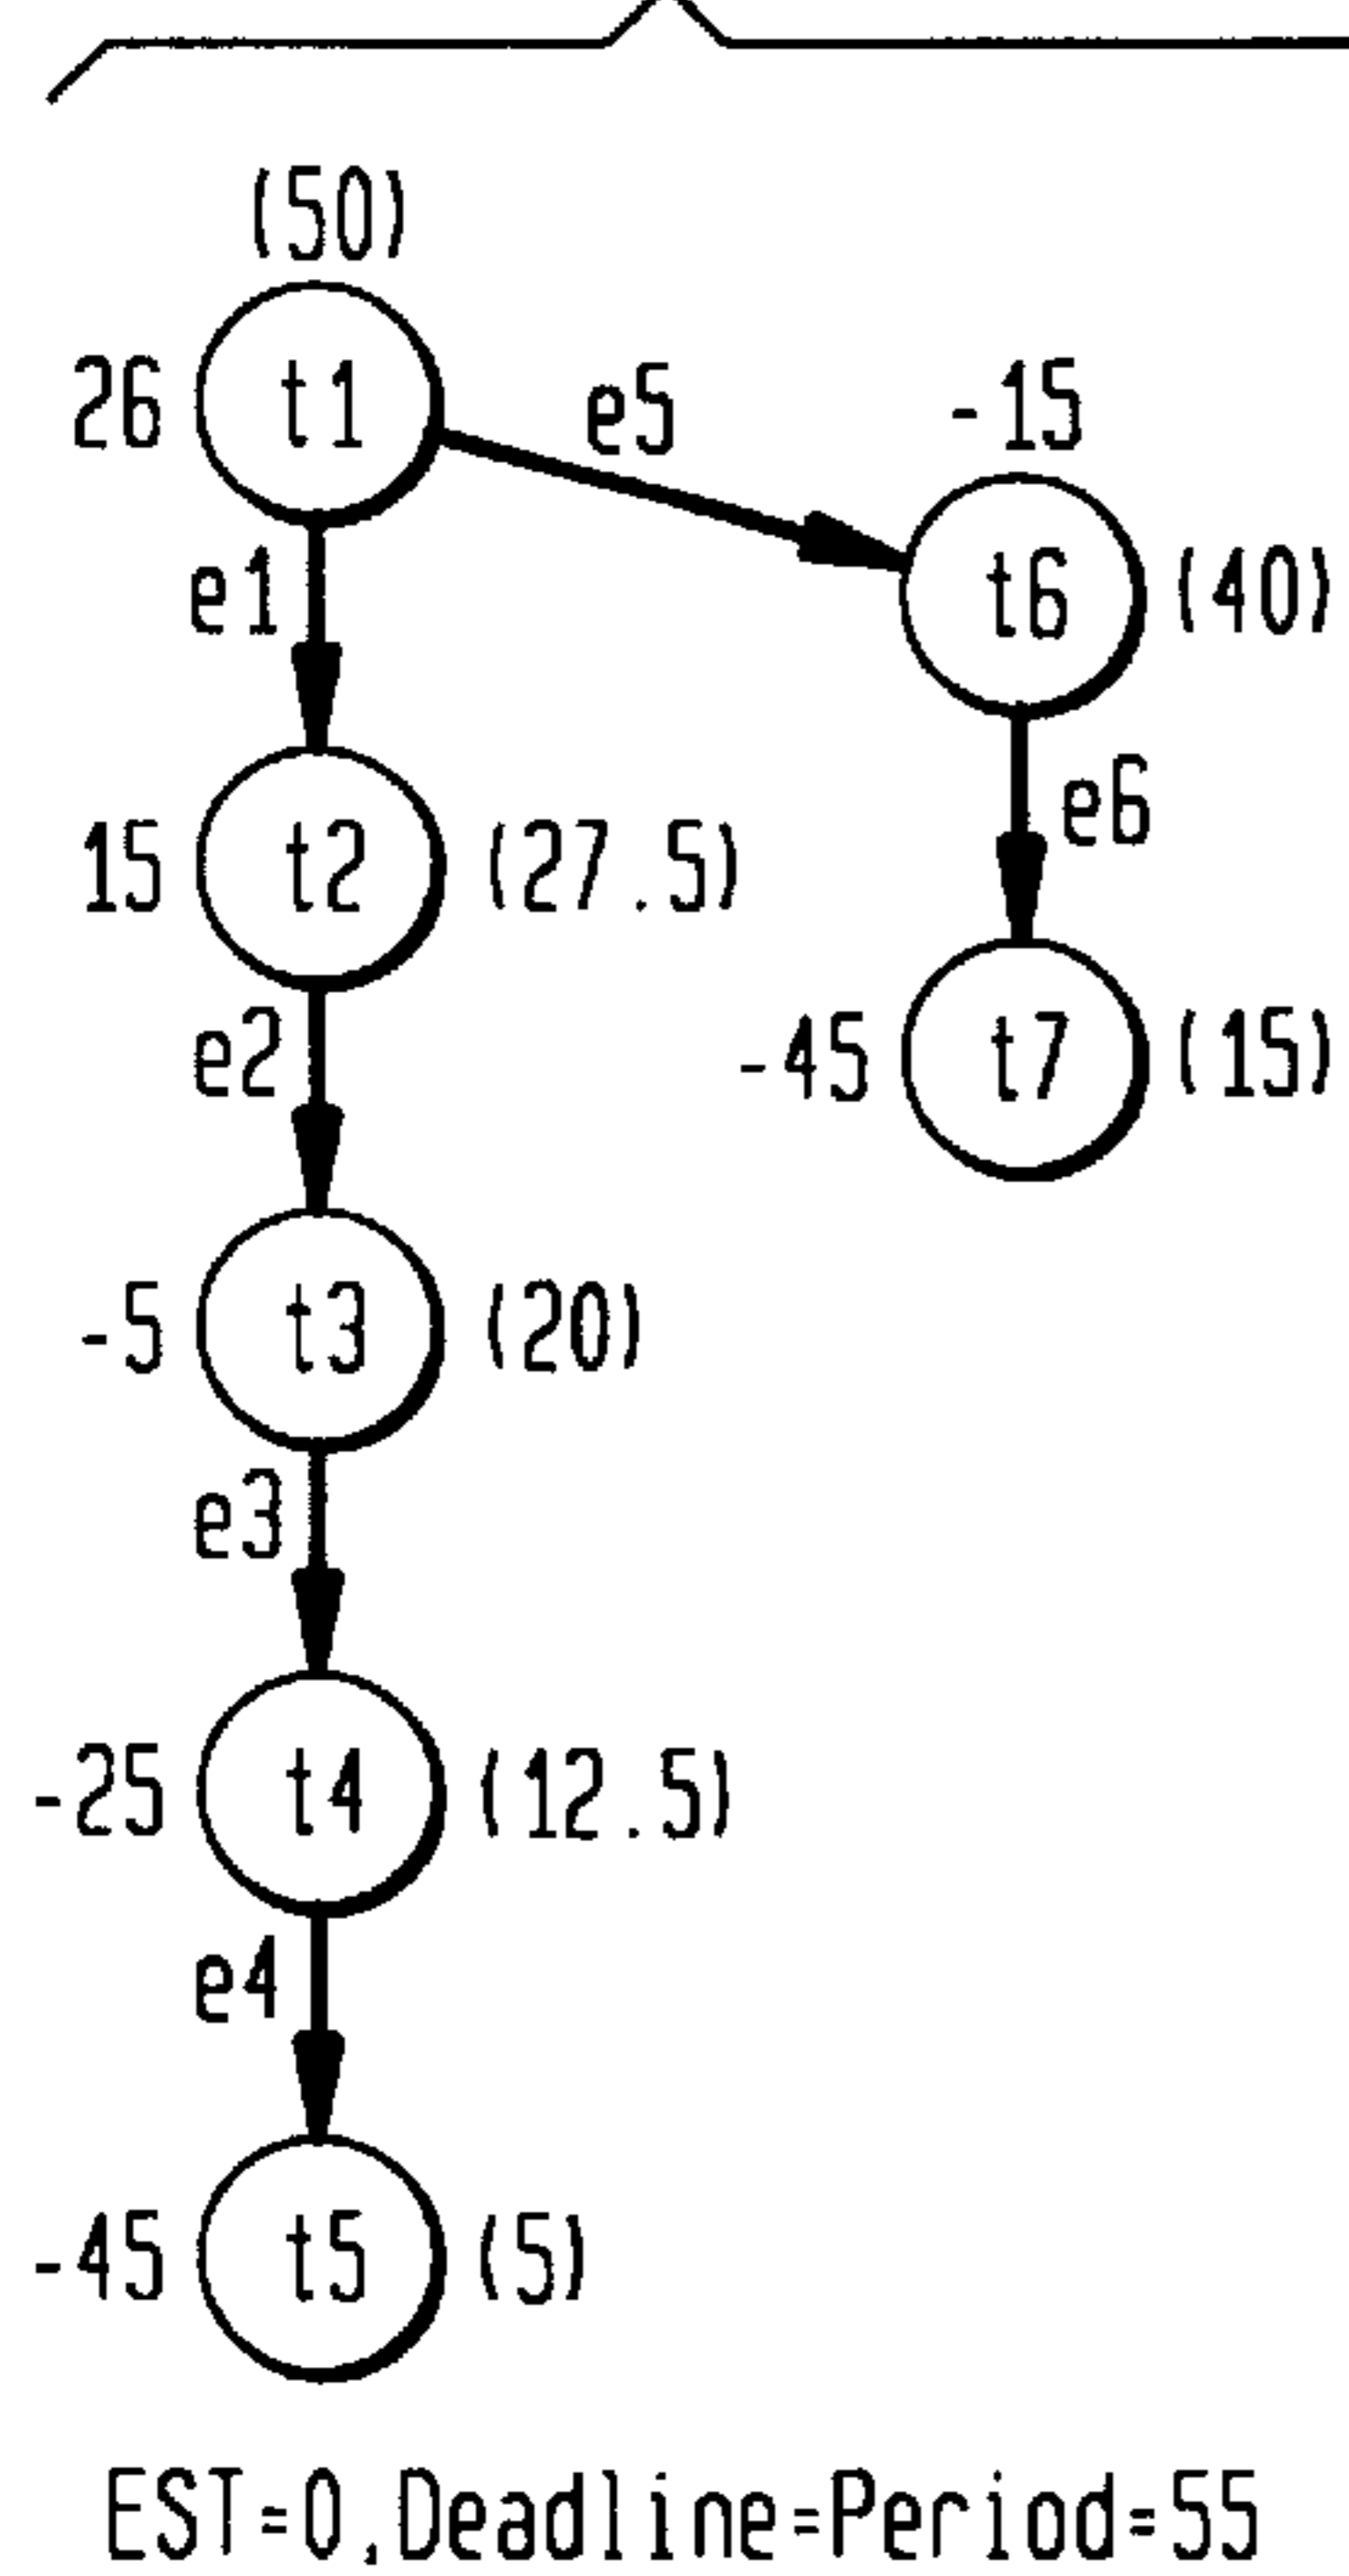 (50)
26 t1 e5 -15
e1 t6 (40)
15 t2 (27.5) e6
e2 -45 t7 (15)
-5 t3 (20)
e3
-25 t4 (12.5)
e4
-45 t5 (5)
EST=0,Deadline=Period=55